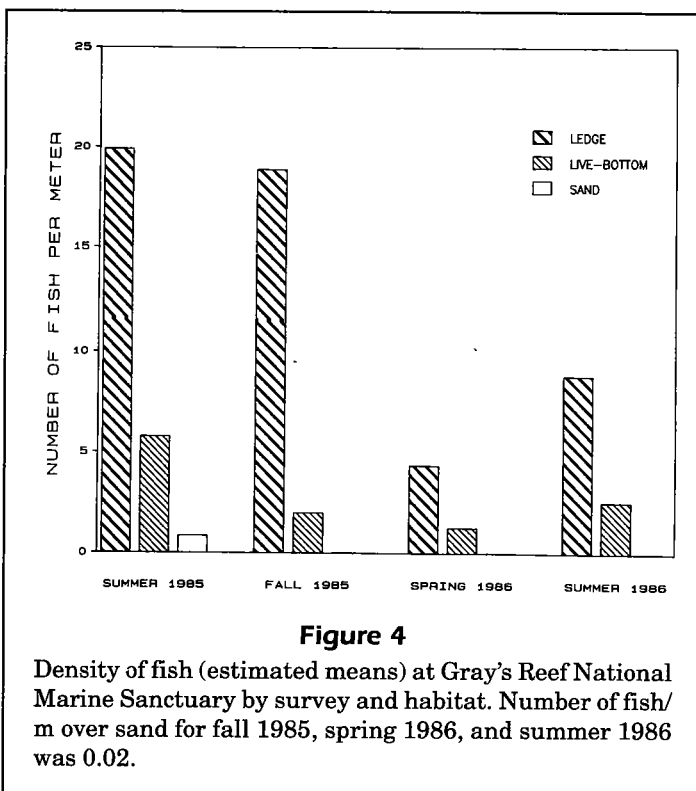 25
20
15
10
5
0
NUMBER OF FISH PER METER
LEDGE
LIVE-BOTTOM
SAND
SUMMER 1985
FALL 1985
SPRING 1986
SUMMER 1986
Figure 4
Density of fish (estimated means) at Gray's Reef National
Marine Sanctuary by survey and habitat. Number of fish/
m over sand for fall 1985, spring 1986, and summer 1986
was 0.02.